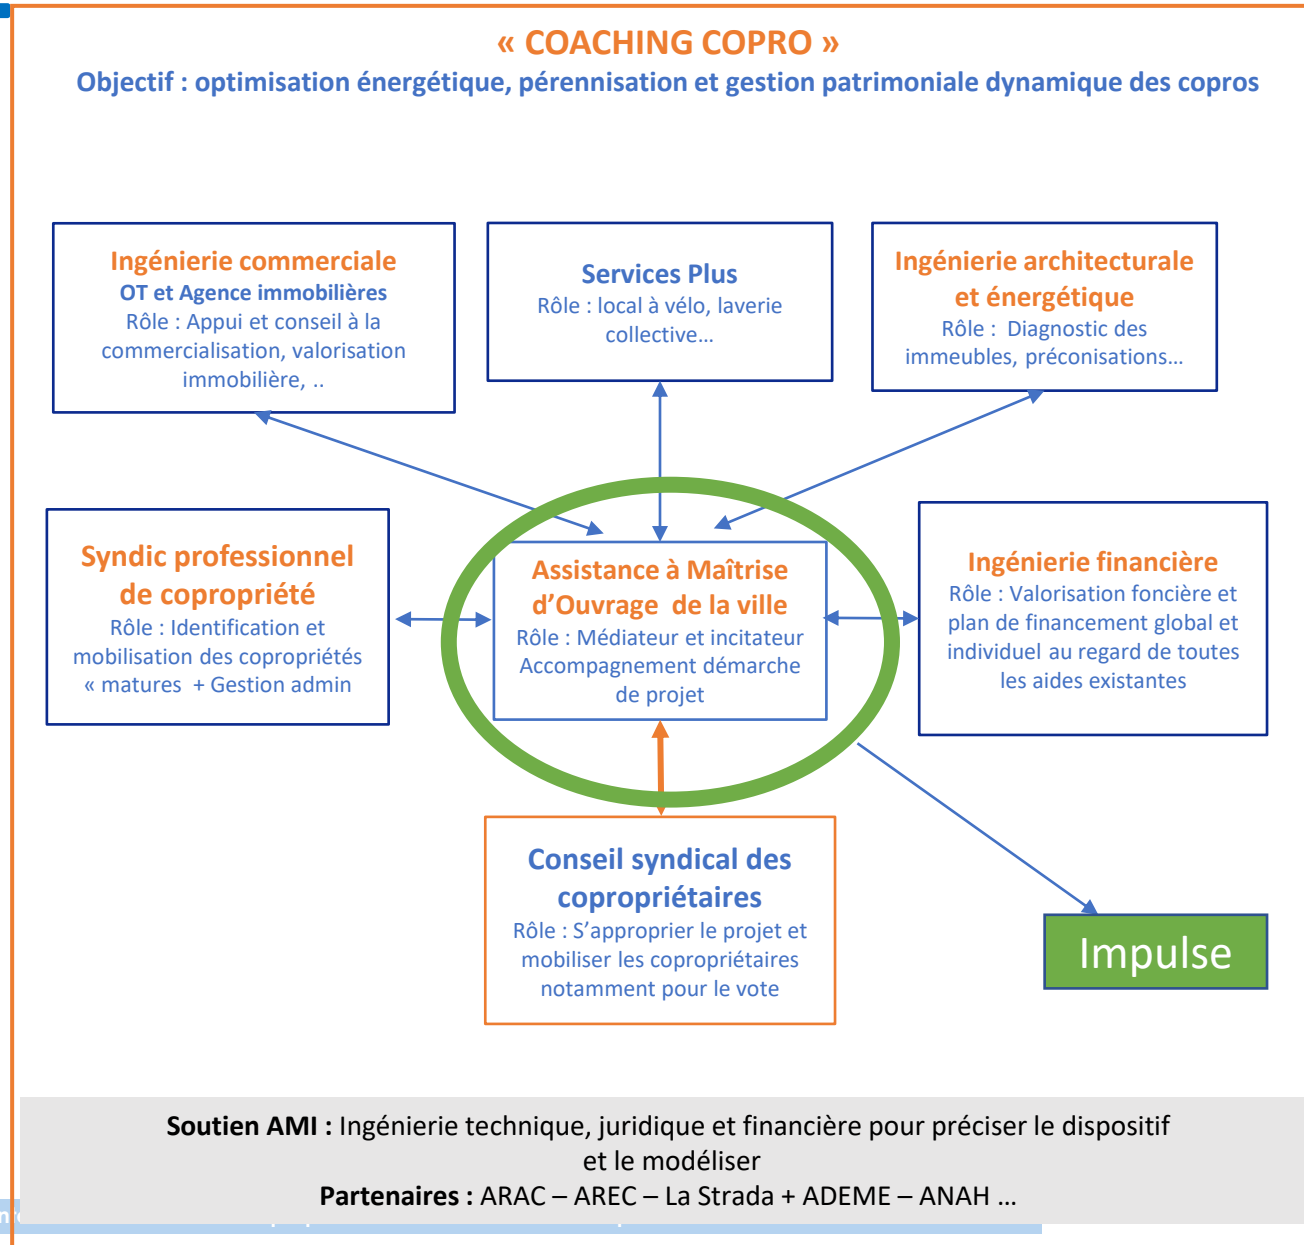 « COACHING COPRO »
Objectif : optimisation énergétique, pérennisation et gestion patrimoniale dynamique des copros
Ingénierie commerciale
OT et Agence immobilières
Rôle : Appui et conseil à la
commercialisation, valorisation
immobilière, ..
Services Plus
Rôle : local à vélo, laverie
collective…
Ingénierie architecturale
et énergétique
Rôle :  Diagnostic des
immeubles, préconisations…
Syndic professionnel
de copropriété
Rôle : Identification et
mobilisation des copropriétés
« matures  + Gestion admin
Assistance à Maîtrise
d’Ouvrage  de la ville
Rôle : Médiateur et incitateur
Accompagnement démarche
de projet
Ingénierie financière
Rôle : Valorisation foncière et
plan de financement global et
individuel au regard de toutes
les aides existantes
Conseil syndical des
copropriétaires
Rôle : S’approprier le projet et
mobiliser les copropriétaires
notamment pour le vote
Impulse
Soutien AMI : Ingénierie technique, juridique et financière pour préciser le dispositif
et le modéliser
Partenaires : ARAC – AREC – La Strada + ADEME – ANAH …